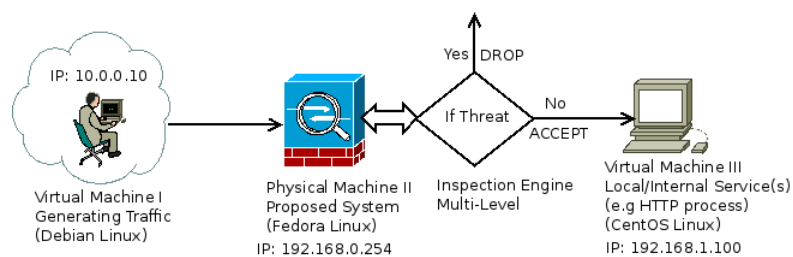 IP: 10.0.0.10
Virtual Machine I
Generating Traffic
(Debian Linux)
Physical Machine II
Proposed System
(Fedora Linux)
IP: 192.168.0.254
Yes DROP
If Threat
No
ACCEPT
Inspection Engine
Multi-Level
Virtual Machine III
Local/Internal Service(s)
(e.g HTTP process)
(CentOS Linux)
IP: 192.168.1.100